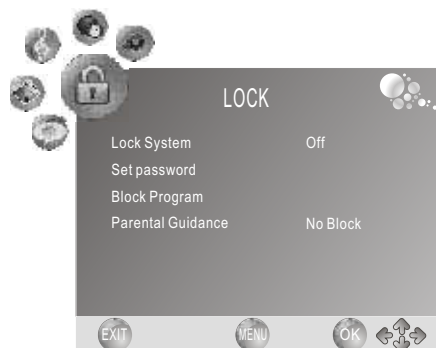 LOCK
Lock System Off
Set password
Block Program
Parental Guidance No Block
EXIT MENU OK